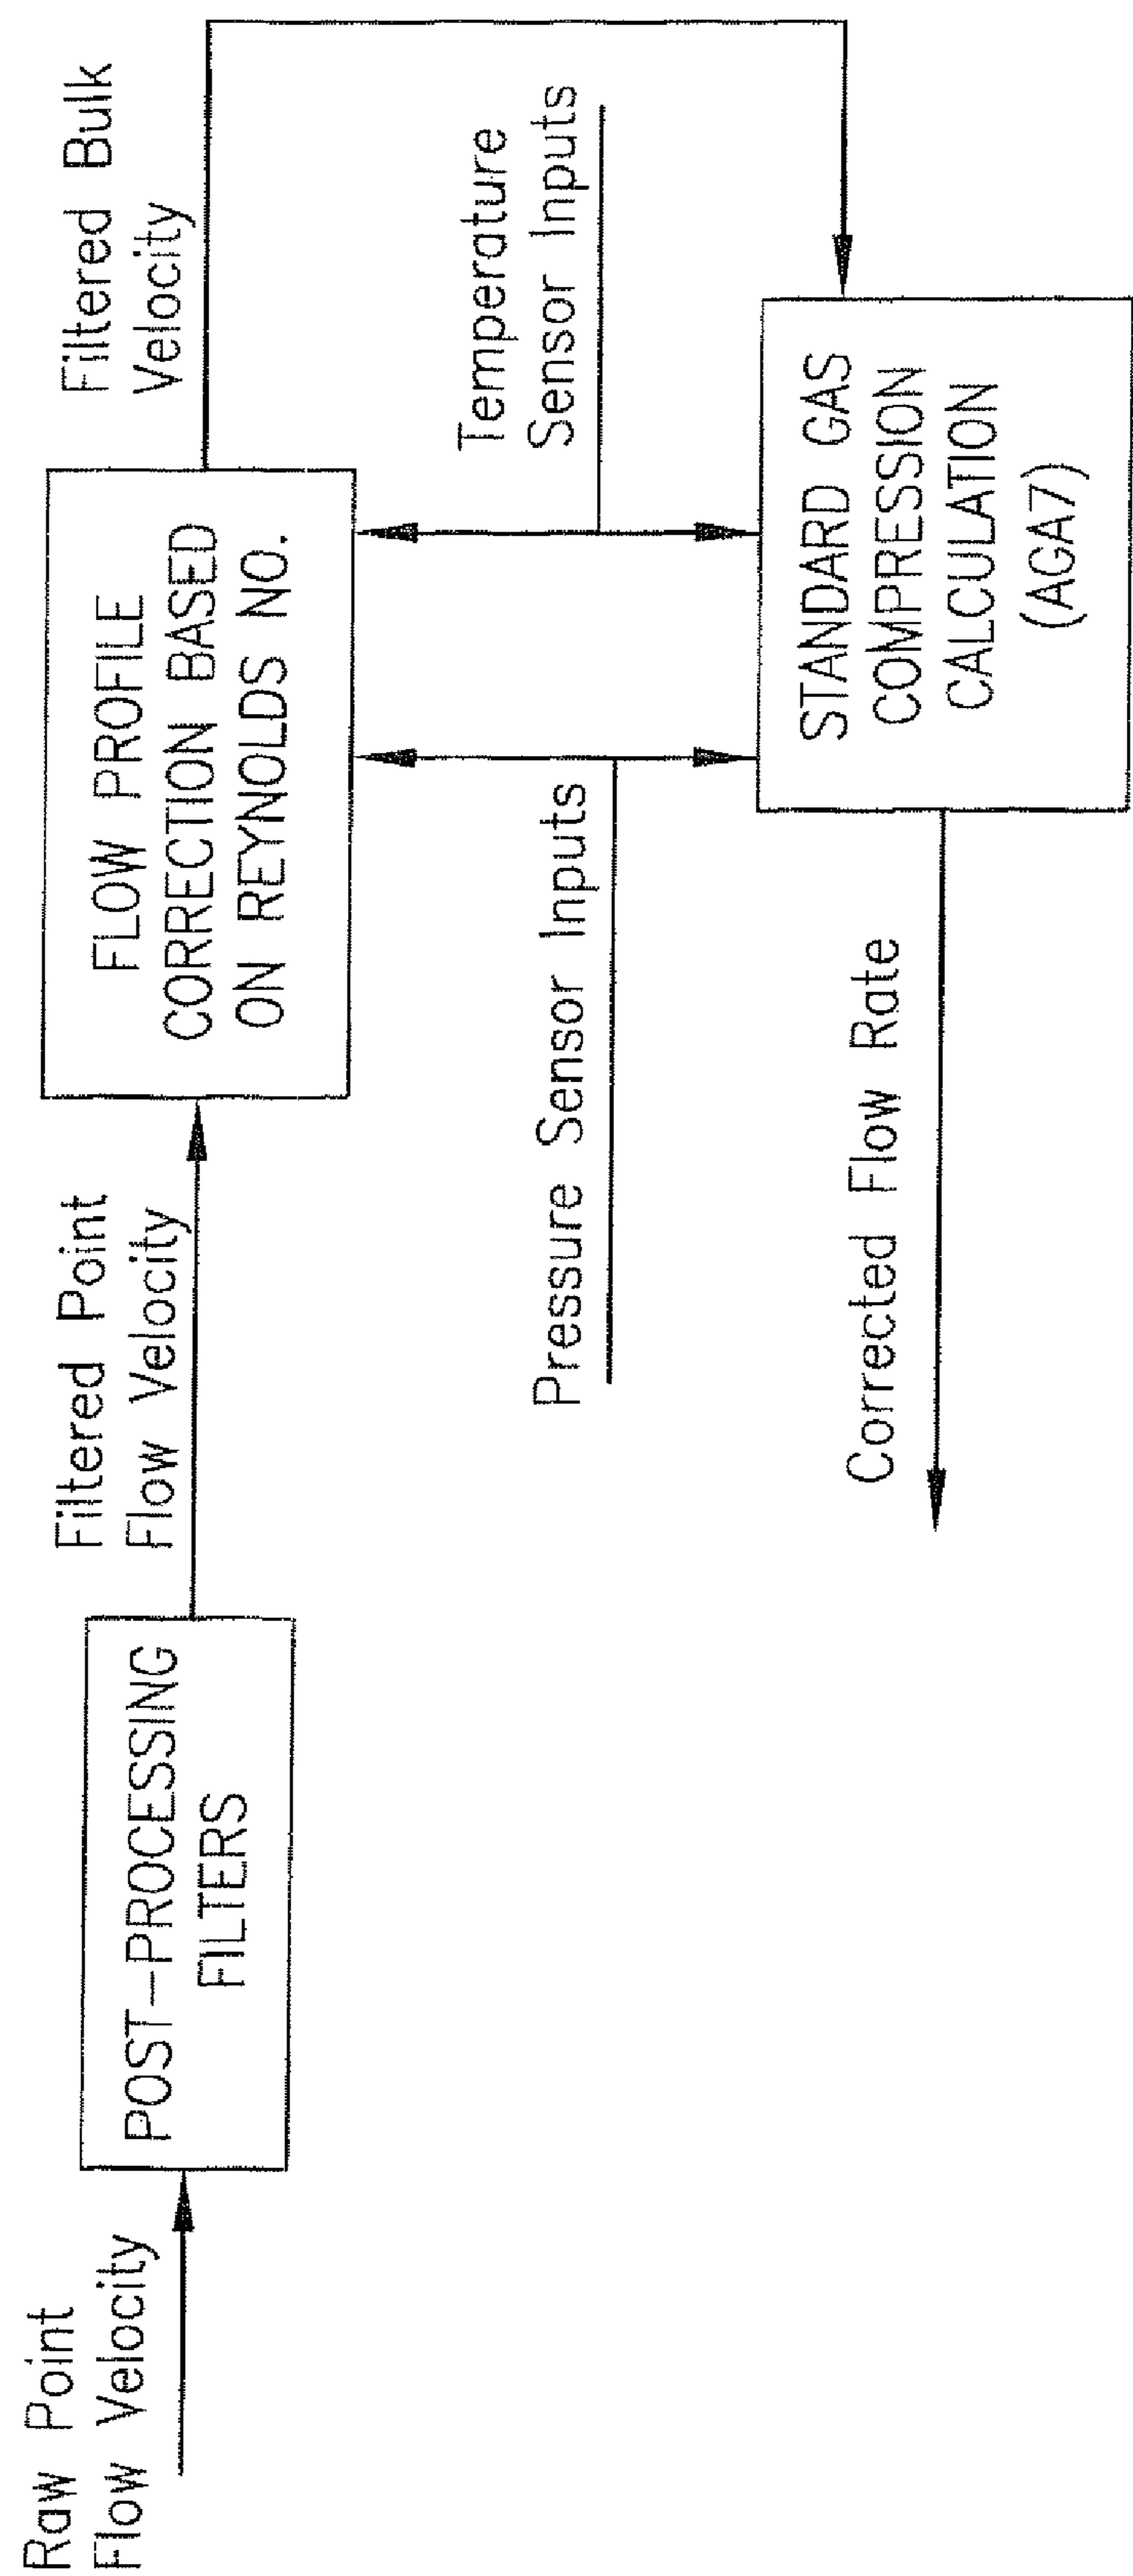 Raw Point
Flow Velocity
POST-PROCESSING
FILTERS
Filtered Point
Flow Velocity
FLOW PROFILE
CORRECTION BASED
ON REYNOLDS NO.
Filtered Bulk
Velocity
Pressure Sensor Inputs
Temperature
Sensor Inputs
STANDARD GAS
COMPRESSION
CALCULATION
(AGA7)
Corrected Flow Rate